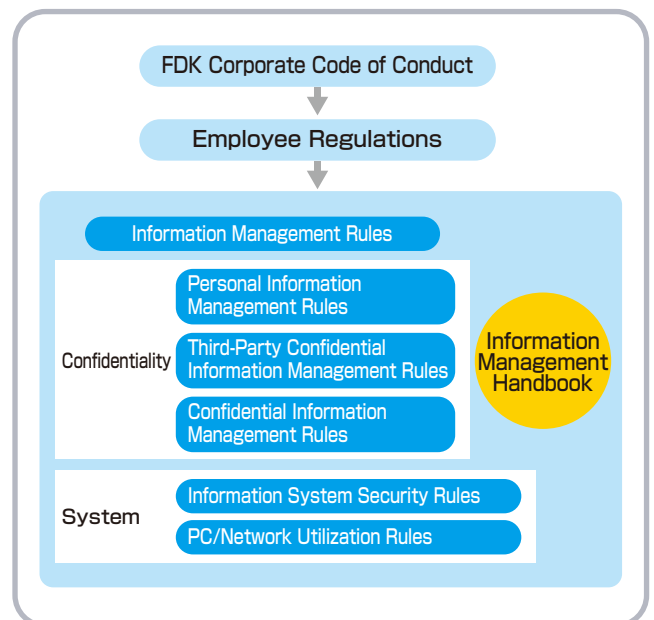 FDK Corporate Code of Conduct
Employee Regulations
Information Management Rules
Confidentiality
Personal Information
Management Rules
Third-Party Confidential
Information Management Rules
Confidential Information
Management Rules
System
Information System Security Rules
PC/Network Utilization Rules
Information
Management
Handbook